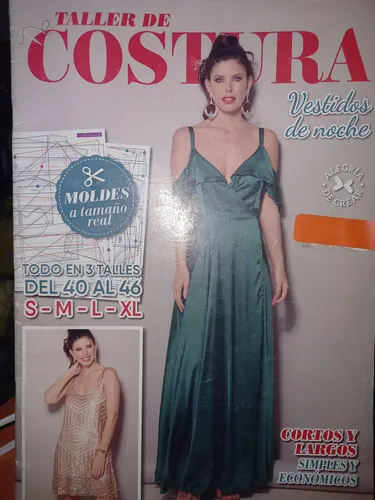 TALLER DE
COSTURA
Vestidos
de noche
ALEGRÍA
DE CREAR
MOLDES
a tamaño
real
TODO EN 3 TALLES
DEL 40 AL 46
S-M-L-XL
CORTOS Y
LARGOS
SIMPLES Y
ECONÓMICOS